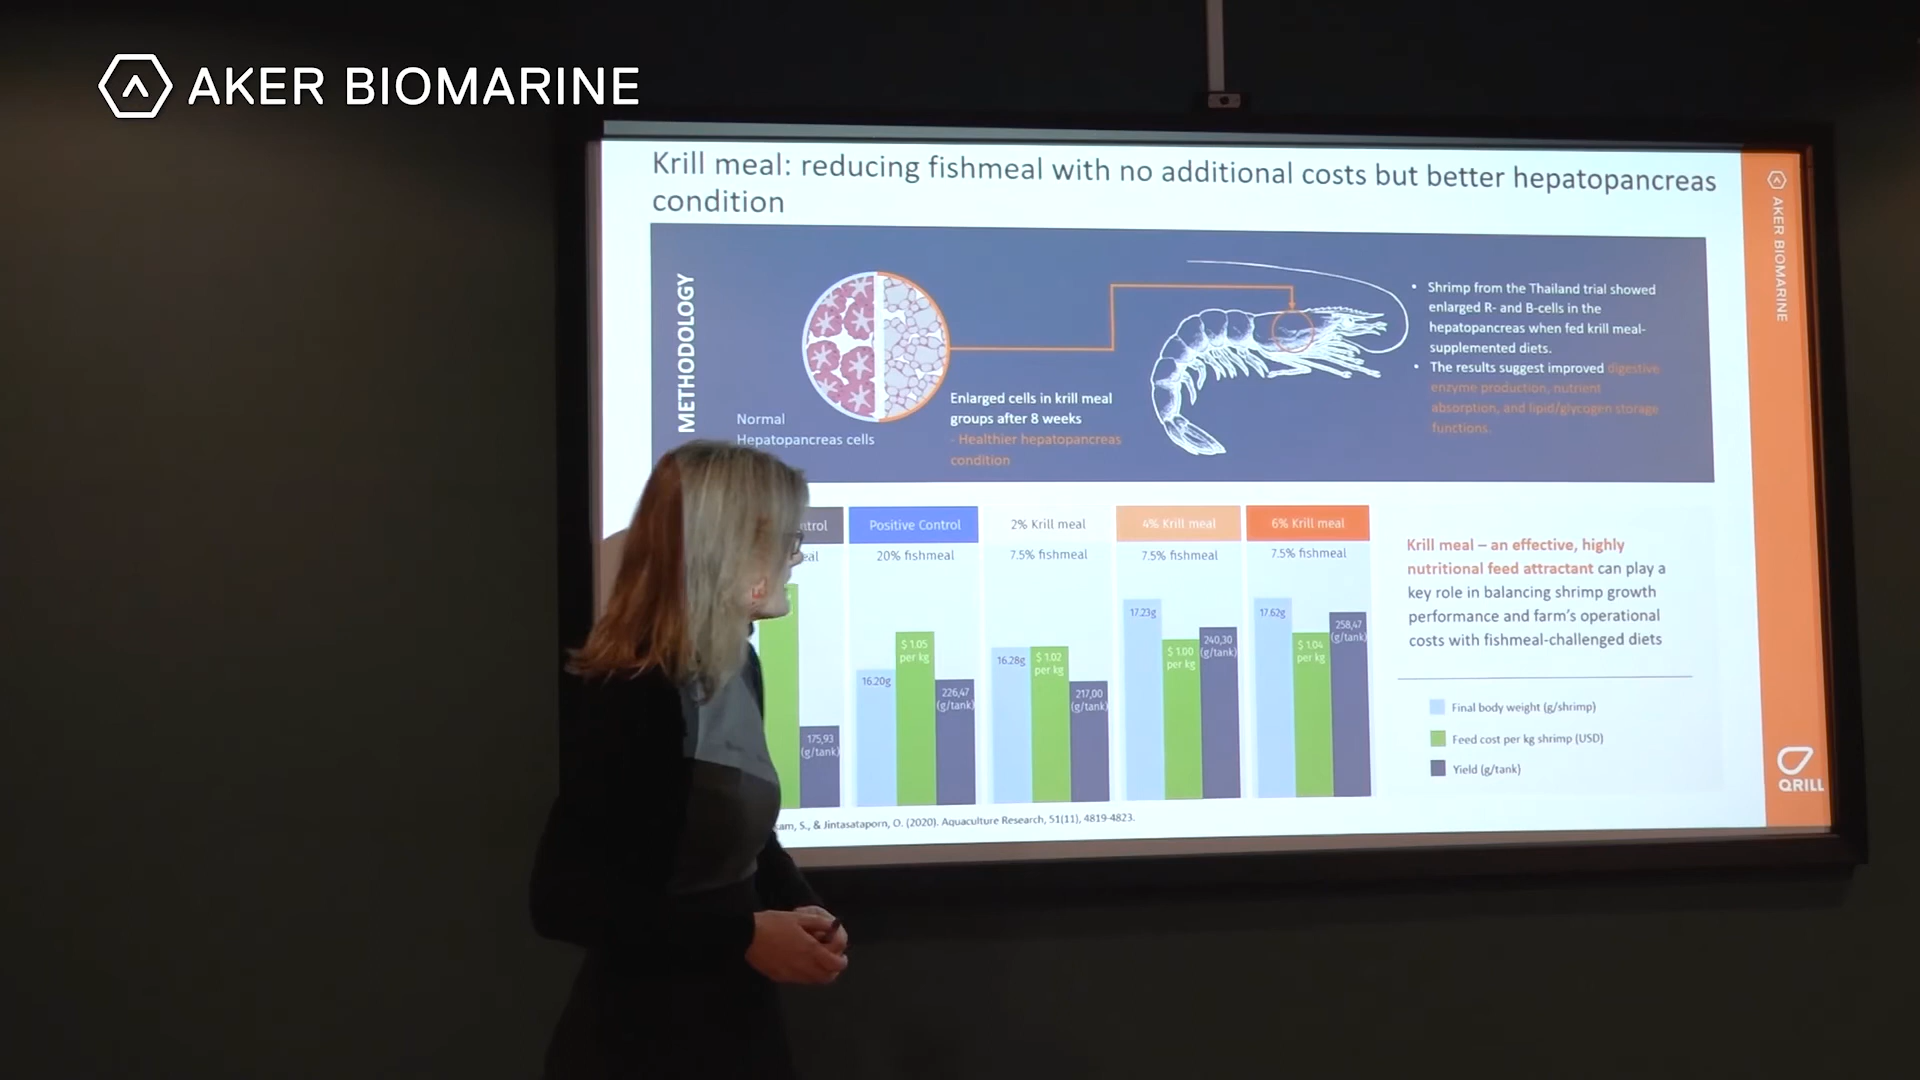 AKER BIOMARINE
Krill meal: reducing fishmeal with no additional costs but better hepatopancreas
condition
METHODOLOGY
Normal
Hepatopancreas cells
Enlarged cells in krill meal
groups after 8 weeks
- Healthier hepatopancreas
condition
• Shrimp from the Thailand trial showed
enlarged R- and B-cells in the
hepatopancreas when fed krill meal-
supplemented diets.
• The results suggest improved digestive
enzyme production, nutrient
absorption, and lipid/glycogen storage
functions.
AKER BIOMARINE
Positive Control
2% Krill meal
4% Krill meal
6% Krill meal
20% fishmeal
7.5% fishmeal
7.5% fishmeal
7.5% fishmeal
175,93
(g/tank)
16.20g
$ 1.05
per kg
226,47
(g/tank)
16.28g
$ 1.02
per kg
217,00
(g/tank)
17.23g
$ 1.00
per kg
240,30
(g/tank)
17.62g
$ 1.04
per kg
258,47
(g/tank)
Krill meal – an effective, highly
nutritional feed attractant can play a
key role in balancing shrimp growth
performance and farm's operational
costs with fishmeal-challenged diets
Final body weight (g/shrimp)
Feed cost per kg shrimp (USD)
Yield (g/tank)
QRILL
S., & Jintasataporn, O. (2020). Aquaculture Research, 51(11), 4819-4823.